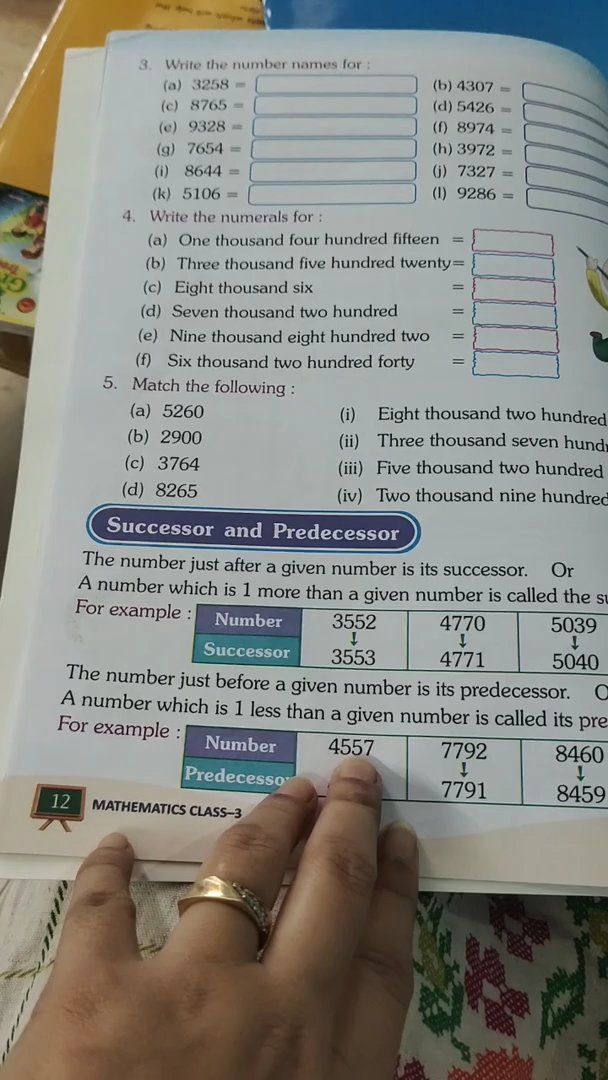 3. Write the number names for :
(a) 3258 = (b) 4307 =
(c) 8765 = (d) 5426 =
(e) 9328 = (f) 8974 =
(g) 7654 = (h) 3972 =
(i) 8644 = (j) 7327 =
(k) 5106 = (l) 9286 =
4. Write the numerals for :
(a) One thousand four hundred fifteen =
(b) Three thousand five hundred twenty=
(c) Eight thousand six =
(d) Seven thousand two hundred =
(e) Nine thousand eight hundred two =
(f) Six thousand two hundred forty =
5. Match the following :
(a) 5260 (i) Eight thousand two hundred
(b) 2900 (ii) Three thousand seven
(c) 3764 (iii) Five thousand two hundred
(d) 8265 (iv) Two thousand nine hundred
Successor and Predecessor
The number just after a given number is its successor. Or
A number which is 1 more than a given number is called the
For example : Number 3552 4770 5039
Successor 3553 4771 5040
The number just before a given number is its predecessor.
A number which is 1 less than a given number is called its
For example : Number 4557 7792 8460
7791 8459
12 MATHEMATICS CLASS–3